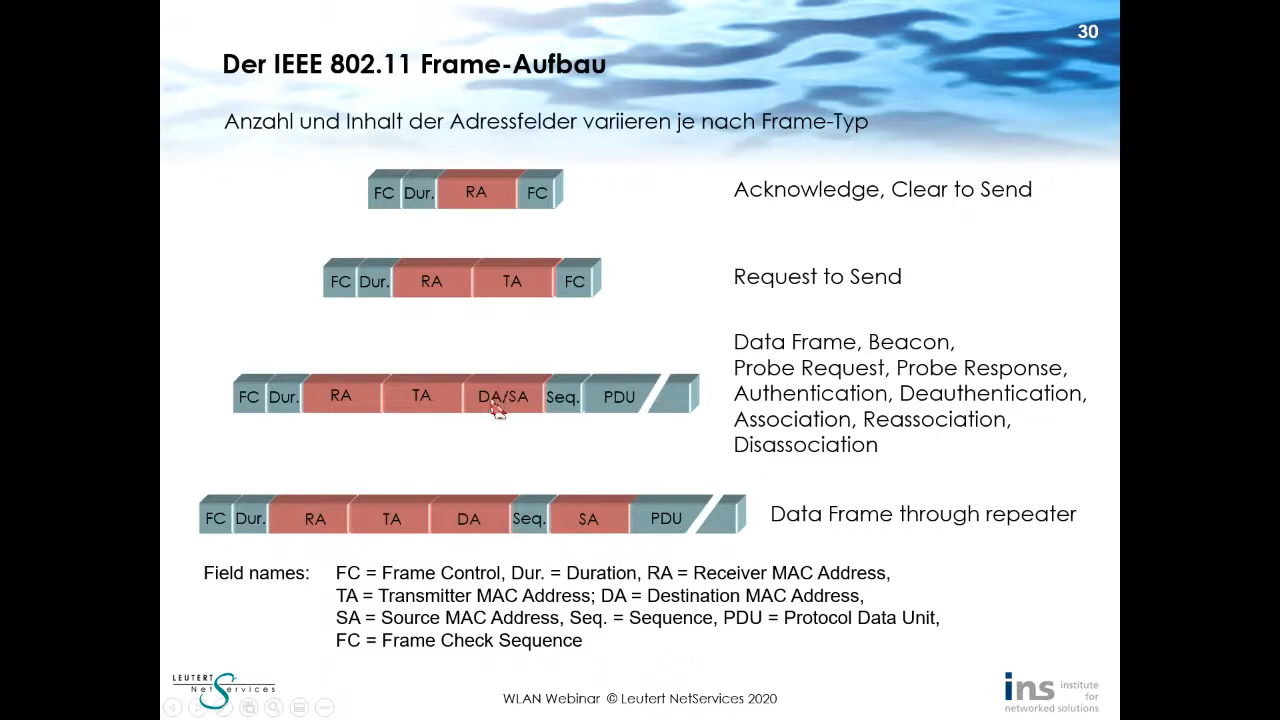 30
Der IEEE 802.11 Frame-Aufbau
Anzahl und Inhalt der Adressfelder variieren je nach Frame-Typ
FC Dur. RA FC
Acknowledge, Clear to Send
FC Dur. RA TA FC
Request to Send
FC Dur. RA TA DA/SA Seq. PDU
Data Frame, Beacon,
Probe Request, Probe Response,
Authentication, Deauthentication,
Association, Reassociation,
Disassociation
FC Dur. RA TA DA Seq. SA PDU
Data Frame through repeater
Field names: FC = Frame Control, Dur. = Duration, RA = Receiver MAC Address,
TA = Transmitter MAC Address; DA = Destination MAC Address,
SA = Source MAC Address, Seq. = Sequence, PDU = Protocol Data Unit,
FC = Frame Check Sequence
LEUTERT
NetServices
WLAN Webinar © Leutert NetServices 2020
ins institute
for
networked solutions